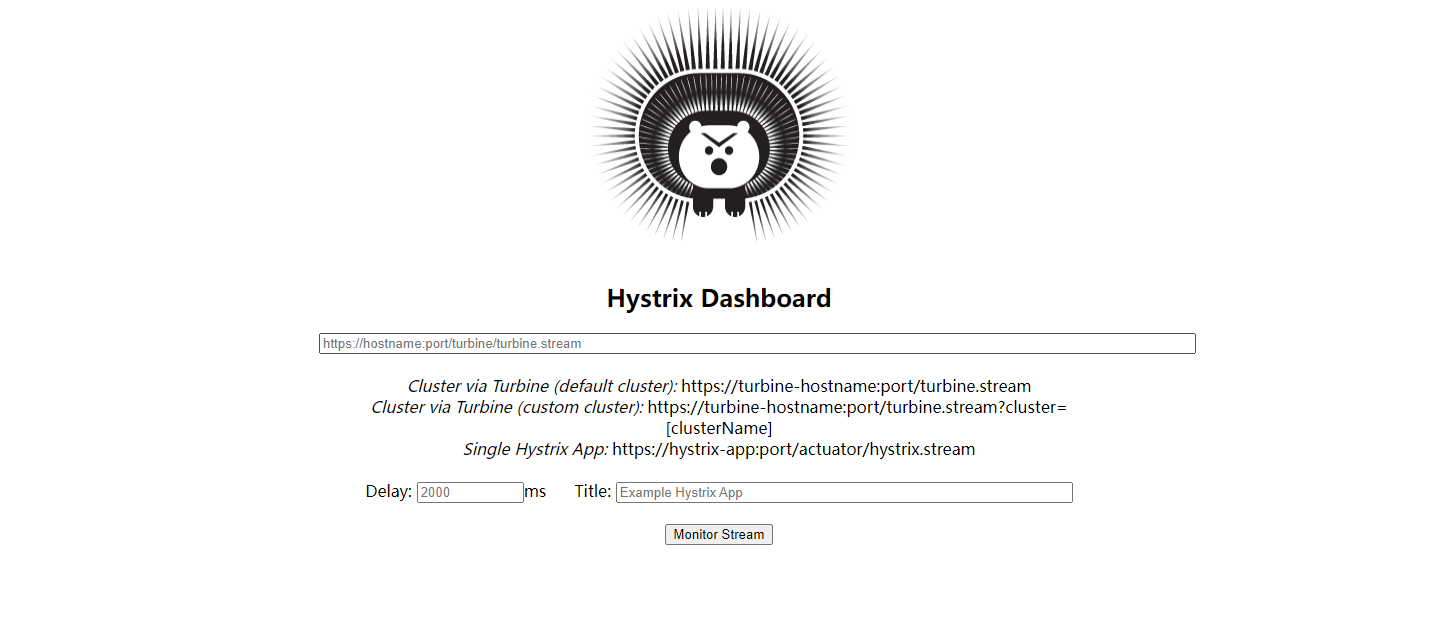 Hystrix Dashboard
https://hostname:port/turbine/turbine.stream
Cluster via Turbine (default cluster): https://turbine-hostname:port/turbine.stream
Cluster via Turbine (custom cluster): https://turbine-hostname:port/turbine.stream?cluster=
[clusterName]
Single Hystrix App: https://hystrix-app:port/actuator/hystrix.stream
Delay: 2000 ms Title: Example Hystrix App
Monitor Stream